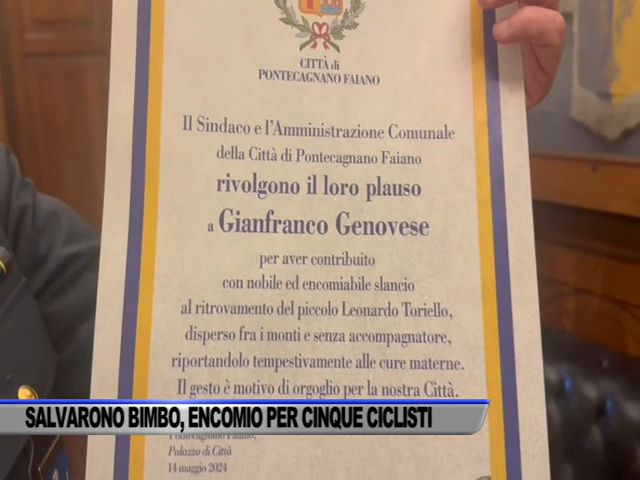 CITTÀ di
PONTECAGNANO FAIANO
Il Sindaco e l'Amministrazione Comunale
della Città di Pontecagnano Faiano
rivolgono il loro plauso
a Gianfranco Genovese
per aver contribuito
con nobile ed encomiabile slancio
al ritrovamento del piccolo Leonardo Toriello,
disperso fra i monti e senza accompagnatore,
riportandolo tempestivamente alle cure materne.
Il gesto è motivo di orgoglio per la nostra Città.
SALVARONO BIMBO, ENCOMIO PER CINQUE CICLISTI
Pontecagnano Faiano,
Palazzo di Città
14 maggio 2024